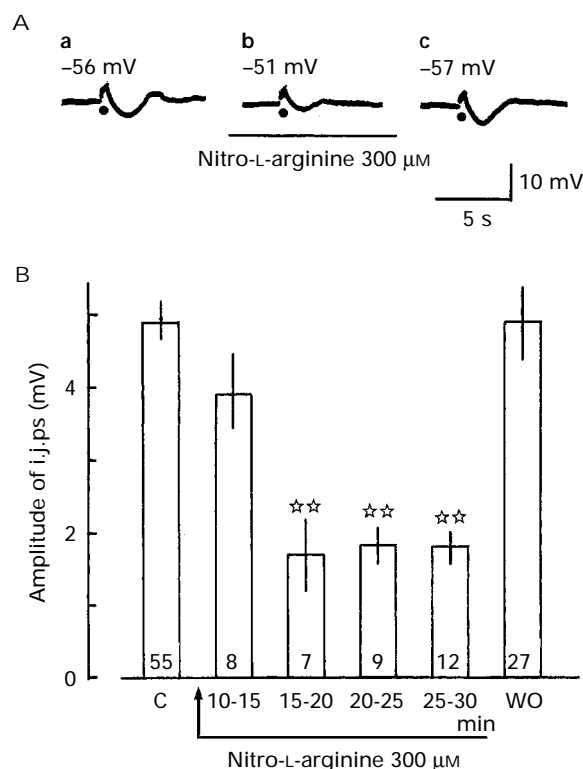 A
a b c
–56 mV –51 mV –57 mV
Nitro-L-arginine 300 μM
10 mV
5 s
B
Amplitude of i.j.ps (mV)
4
2
0
☆☆ ☆☆ ☆☆
55 8 7 9 12 27
C 10-15 15-20 20-25 25-30 WO
min
Nitro-L-arginine 300 μM